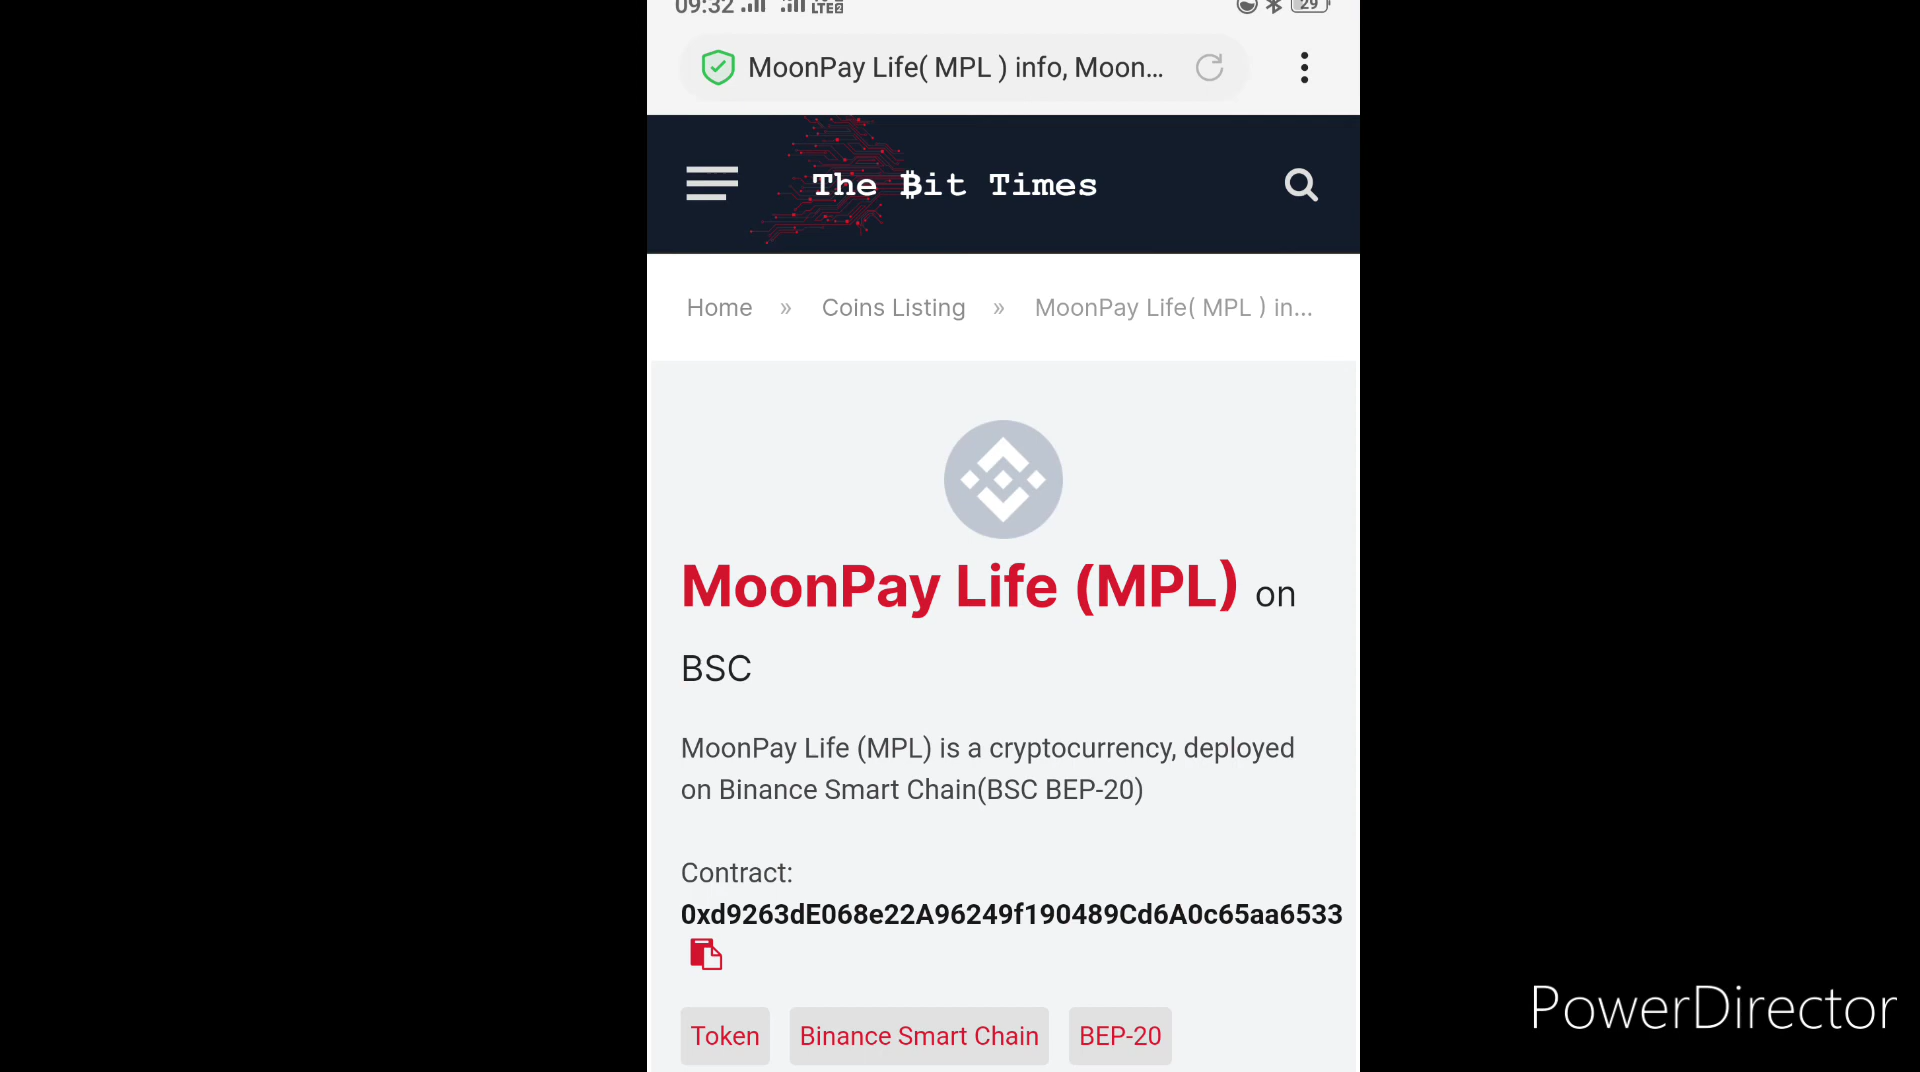 09:32 LTE2 29
MoonPay Life( MPL ) info, Moon...
The Bit Times
Home » Coins Listing » MoonPay Life( MPL ) in...
MoonPay Life (MPL) on
BSC
MoonPay Life (MPL) is a cryptocurrency, deployed
on Binance Smart Chain(BSC BEP-20)
Contract:
0xd9263dE068e22A96249f190489Cd6A0c65aa6533
Token Binance Smart Chain BEP-20
PowerDirector